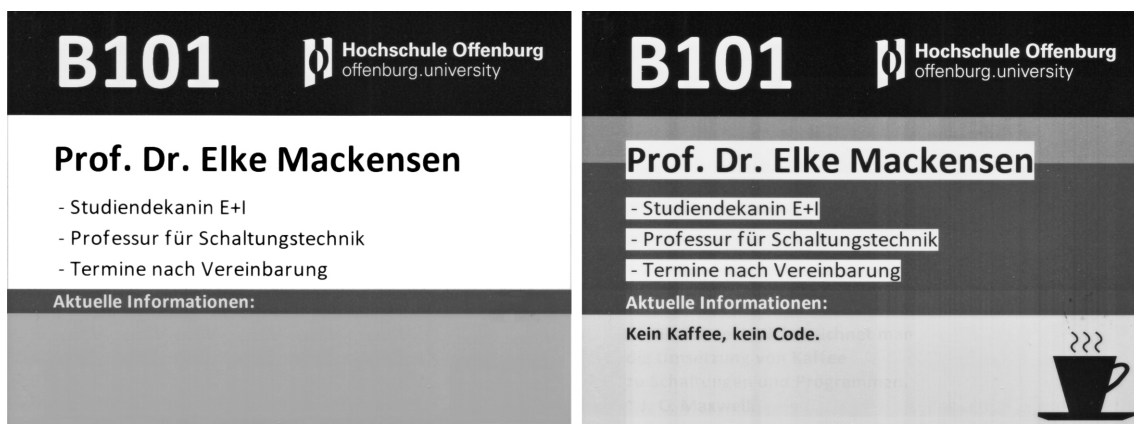 B101
Hochschule Offenburg
offenburg.university
Prof. Dr. Elke Mackensen
- Studiendekanin E+I
- Professur für Schaltungstechnik
- Termine nach Vereinbarung
Aktuelle Informationen:
B101
Hochschule Offenburg
offenburg.university
Prof. Dr. Elke Mackensen
- Studiendekanin E+I
- Professur für Schaltungstechnik
- Termine nach Vereinbarung
Aktuelle Informationen:
Kein Kaffee, kein Code.